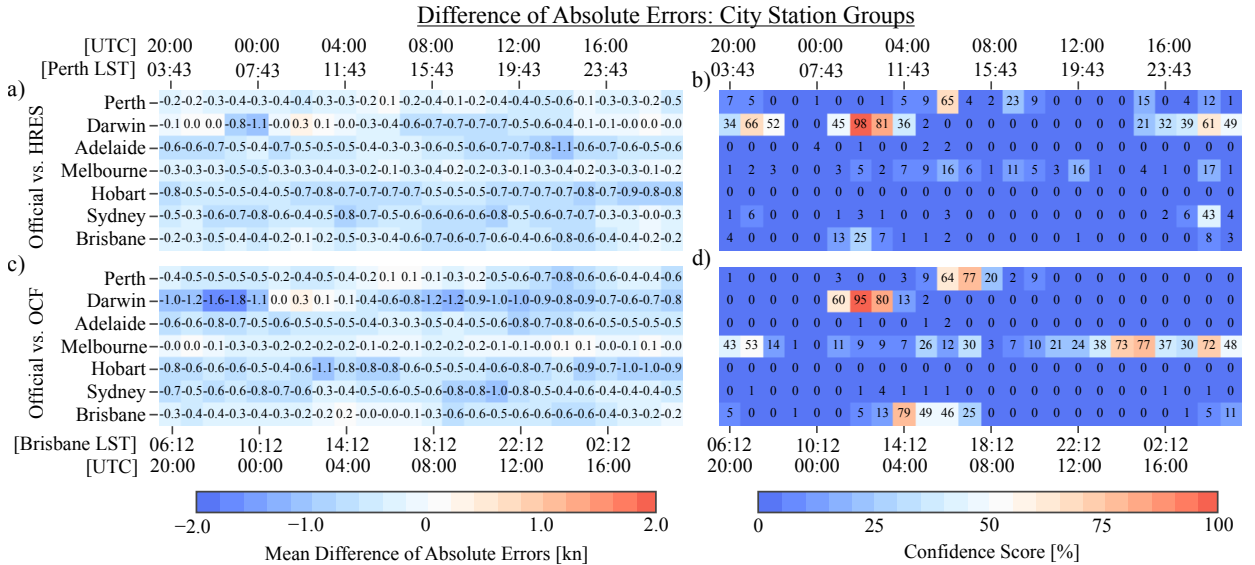 Difference of Absolute Errors: City Station Groups
[UTC] 20:00 00:00 04:00 08:00 12:00 16:00 20:00 00:00 04:00 08:00 12:00 16:00
[Perth LST] 03:43 07:43 11:43 15:43 19:43 23:43 03:43 07:43 11:43 15:43 19:43 23:43
a) b)
Official vs. HRES
Perth -0.2 -0.2 -0.3 -0.4 -0.3 -0.4 -0.4 -0.3 -0.3 -0.2 0.1 -0.2 -0.4 -0.1 -0.2 -0.4 -0.4 -0.5 -0.6 -0.1 -0.3 -0.3 -0.2 -0.5 7 5 0 0 1 0 0 1 5 9 65 4 2 23 9 0 0 0 0 15 0 4 12 1
Darwin -0.1 0.0 0.0 -0.8 -1.1 -0.0 0.3 0.1 -0.0 -0.3 -0.4 -0.6 -0.7 -0.7 -0.7 -0.7 -0.5 -0.6 -0.4 -0.1 -0.2 -0.0 -0.0 -0.0 34 66 52 0 0 45 98 81 36 2 0 0 0 0 0 0 0 0 0 21 32 39 61 49
Adelaide -0.6 -0.6 -0.7 -0.5 -0.4 -0.7 -0.5 -0.5 -0.5 -0.4 -0.3 -0.3 -0.5 -0.6 -0.5 -0.6 -0.7 -0.8 -1.1 -0.6 -0.7 -0.5 -0.5 -0.6 0 0 0 0 4 0 1 0 0 2 2 0 0 0 0 0 0 0 0 0 0 0 0 0
Melbourne -0.3 -0.3 -0.3 -0.5 -0.5 -0.3 -0.3 -0.4 -0.3 -0.2 -0.1 -0.3 -0.4 -0.2 -0.2 -0.3 -0.1 -0.3 -0.4 -0.2 -0.3 -0.3 -0.1 -0.2 1 2 3 0 0 3 5 2 7 9 16 6 1 11 5 3 16 1 0 4 1 0 17 1
Hobart -0.8 -0.5 -0.5 -0.5 -0.4 -0.5 -0.7 -0.8 -0.7 -0.7 -0.7 -0.7 -0.6 -0.5 -0.6 -0.4 -0.7 -0.6 -0.8 -0.7 -0.7 -0.9 -0.8 -0.8 0 0 0 0 0 0 0 0 0 0 0 0 0 0 0 0 0 0 0 0 0 0 0 0
Sydney -0.5 -0.3 -0.6 -0.7 -0.8 -0.6 -0.4 -0.5 -0.8 -0.7 -0.5 -0.6 -0.6 -0.6 -0.6 -0.8 -0.5 -0.6 -0.7 -0.7 -0.3 -0.3 -0.0 -0.3 1 6 0 0 0 1 3 1 0 0 3 0 0 0 0 0 0 0 0 0 2 6 43 4
Brisbane -0.2 -0.3 -0.5 -0.4 -0.4 -0.2 -0.1 -0.2 -0.5 -0.3 -0.4 -0.6 -0.7 -0.7 -0.6 -0.6 -0.4 -0.6 -0.8 -0.6 -0.4 -0.4 -0.2 -0.2 4 0 0 0 0 13 25 7 1 1 2 0 0 0 0 0 1 0 0 0 0 0 8 3
c) d)
Official vs. OCF
Perth -0.4 -0.5 -0.5 -0.5 -0.5 -0.2 -0.4 -0.5 -0.4 -0.2 0.1 0.1 -0.1 -0.3 -0.2 -0.5 -0.6 -0.7 -0.8 -0.6 -0.6 -0.4 -0.4 -0.6 1 0 0 0 0 3 0 0 3 9 64 77 20 2 9 0 0 0 0 0 0 0 0 0
Darwin -1.0 -1.2 -1.6 -1.8 -1.1 0.0 0.3 0.1 -0.1 -0.4 -0.6 -0.8 -1.2 -1.2 -0.9 -1.0 -1.0 -0.9 -0.8 -0.9 -0.7 -0.6 -0.7 -0.8 0 0 0 0 0 60 95 80 13 2 0 0 0 0 0 0 0 0 0 0 0 0 0 0
Adelaide -0.6 -0.6 -0.8 -0.7 -0.5 -0.6 -0.5 -0.5 -0.5 -0.4 -0.3 -0.3 -0.5 -0.4 -0.5 -0.6 -0.8 -0.7 -0.8 -0.6 -0.6 -0.5 -0.5 -0.5 0 0 0 0 0 0 1 0 0 1 2 0 0 0 0 0 0 0 0 0 0 0 0 0
Melbourne -0.0 0.0 -0.1 -0.3 -0.3 -0.2 -0.2 -0.2 -0.2 -0.1 -0.2 -0.1 -0.2 -0.2 -0.2 -0.1 -0.1 -0.0 0.1 0.1 -0.0 -0.1 0.1 -0.0 43 53 14 1 0 11 9 9 7 26 12 30 3 7 10 21 24 38 73 77 37 30 72 48
Hobart -0.8 -0.6 -0.6 -0.6 -0.5 -0.6 -0.6 -1.1 -0.8 -0.8 -0.8 -0.6 -0.5 -0.5 -0.4 -0.6 -0.8 -0.6 -0.7 -0.9 -0.7 -1.0 -1.0 -0.9 0 0 0 0 0 0 0 0 0 0 0 0 0 0 0 0 0 0 0 0 0 0 0 0
Sydney -0.7 -0.5 -0.6 -0.6 -0.8 -0.7 -0.6 -0.3 -0.4 -0.5 -0.6 -0.5 -0.4 -0.8 -0.8 -1.0 -0.8 -0.5 -0.6 -0.4 -0.4 -0.4 -0.4 -0.5 0 1 0 0 0 0 1 4 1 1 1 0 0 0 0 0 0 0 0 0 0 1 0 1
Brisbane -0.3 -0.4 -0.4 -0.3 -0.4 -0.3 -0.2 -0.2 0.2 -0.0 -0.0 -0.1 -0.3 -0.6 -0.6 -0.5 -0.6 -0.6 -0.6 -0.6 -0.4 -0.3 -0.2 -0.2 5 0 0 1 0 0 5 13 79 49 46 25 0 0 0 0 0 0 0 0 0 1 5 11
[Brisbane LST] 06:12 10:12 14:12 18:12 22:12 02:12 06:12 10:12 14:12 18:12 22:12 02:12
[UTC] 20:00 00:00 04:00 08:00 12:00 16:00 20:00 00:00 04:00 08:00 12:00 16:00
−2.0 −1.0 0 1.0 2.0 0 25 50 75 100
Mean Difference of Absolute Errors [kn] Confidence Score [%]